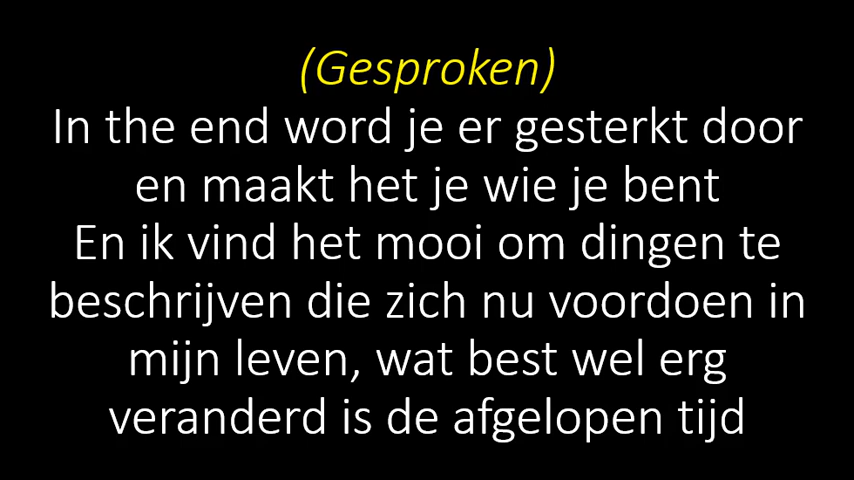 (Gesproken)
In the end word je er gesterkt door
en maakt het je wie je bent
En ik vind het mooi om dingen te
beschrijven die zich nu voordoen in
mijn leven, wat best wel erg
veranderd is de afgelopen tijd